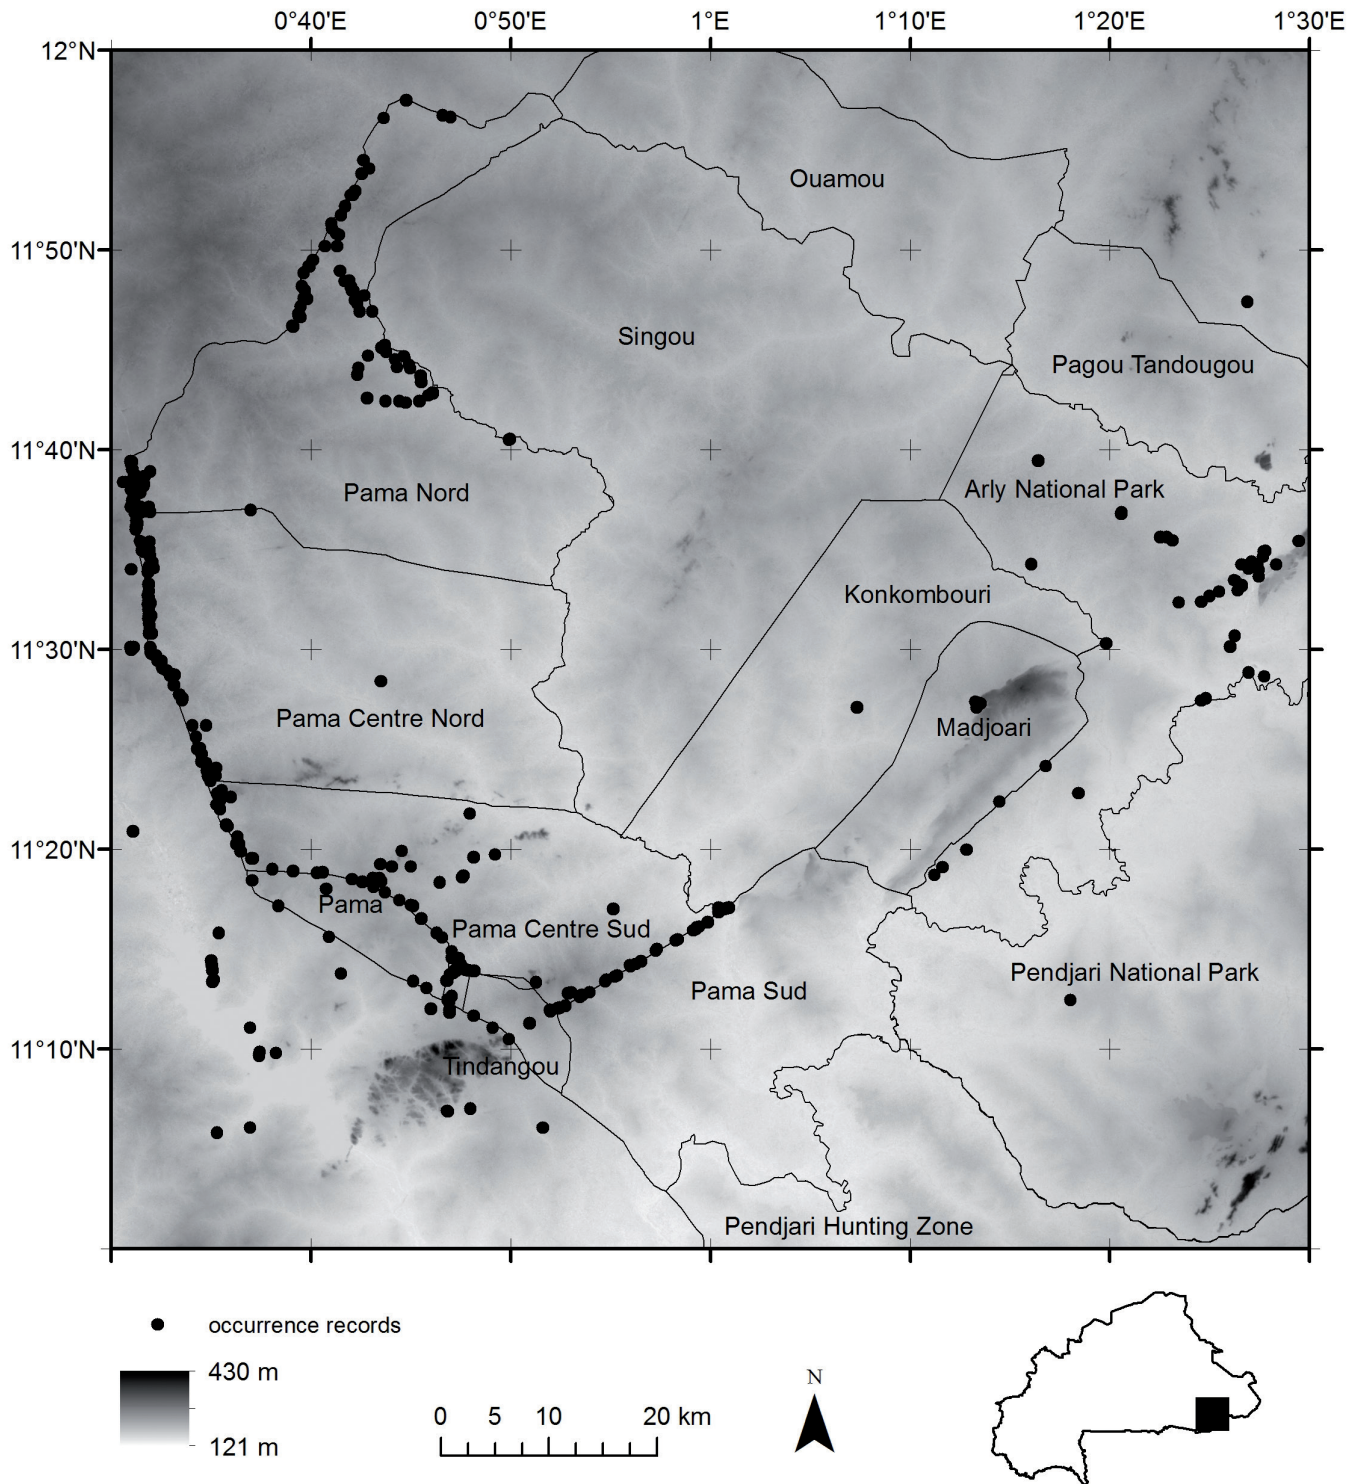 0°40'E 0°50'E 1°E 1°10'E 1°20'E 1°30'E
12°N
Ouamou
11°50'N
Singou
Pagou Tandougou
11°40'N
Pama Nord
Arly National Park
Konkombouri
11°30'N
Pama Centre Nord
Madjoari
11°20'N
Pama
Pama Centre Sud
Pendjari National Park
Pama Sud
11°10'N
Tindangou
Pendjari Hunting Zone
occurrence records
430 m
121 m
0 5 10 20 km
N